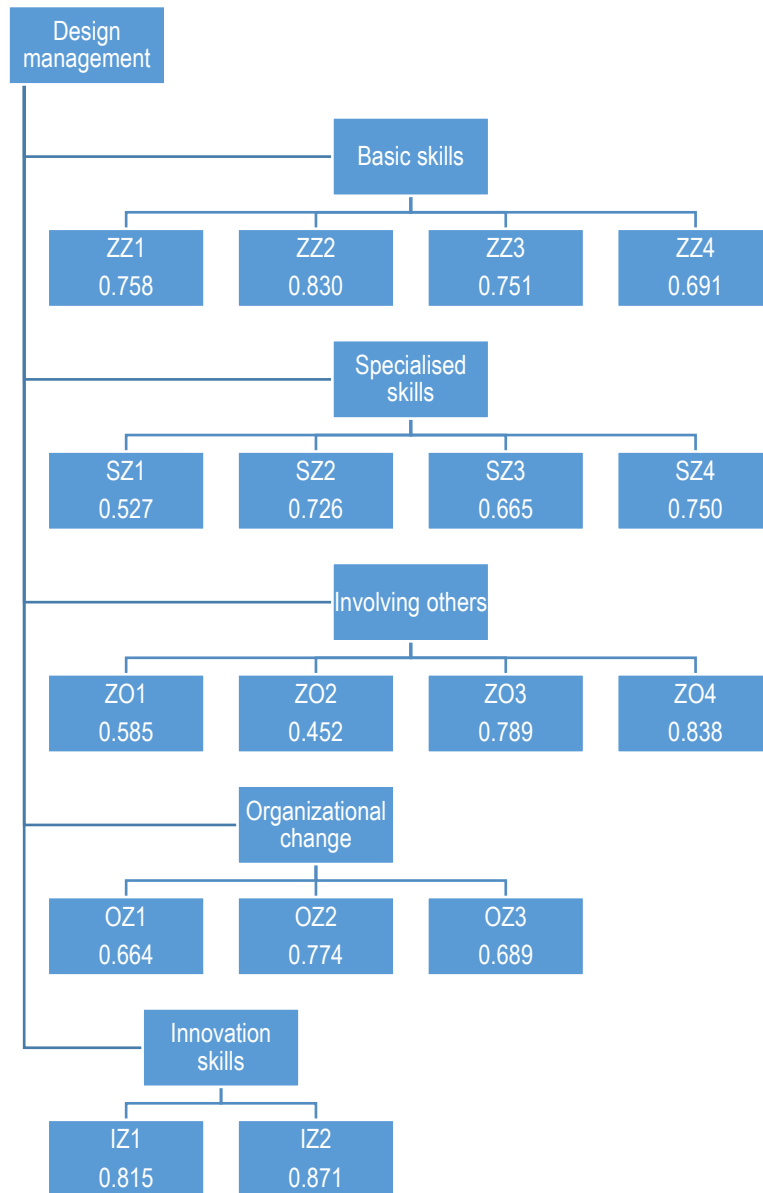 Design
management
Basic skills
ZZ1
0.758
ZZ2
0.830
ZZ3
0.751
ZZ4
0.691
Specialised
skills
SZ1
0.527
SZ2
0.726
SZ3
0.665
SZ4
0.750
Involving others
ZO1
0.585
ZO2
0.452
ZO3
0.789
ZO4
0.838
Organizational
change
OZ1
0.664
OZ2
0.774
OZ3
0.689
Innovation
skills
IZ1
0.815
IZ2
0.871